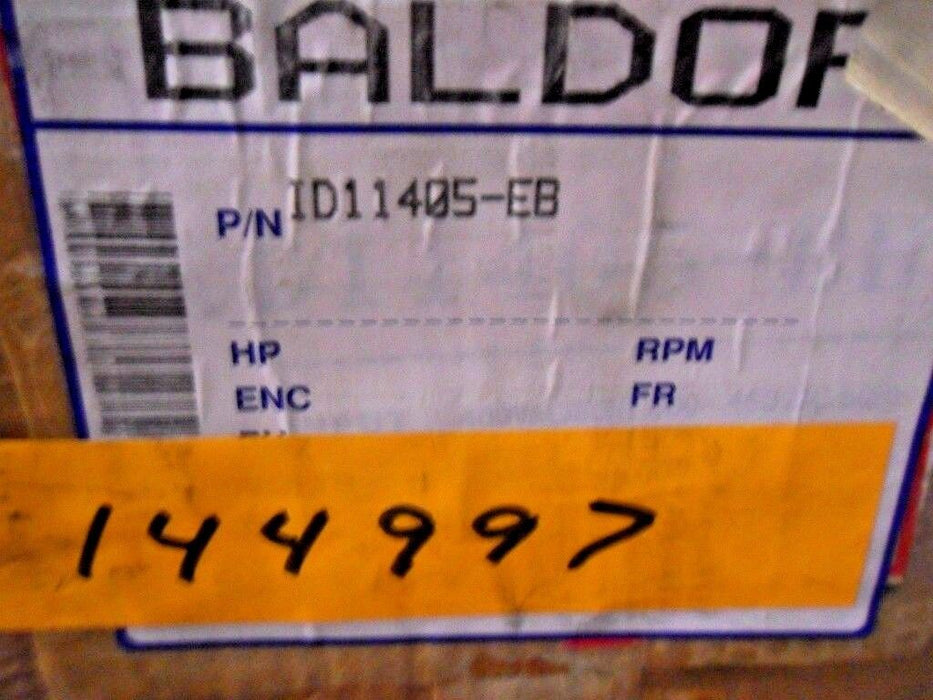 BALDOR
P/N ID11405-EB
HP RPM
ENC FR
144997